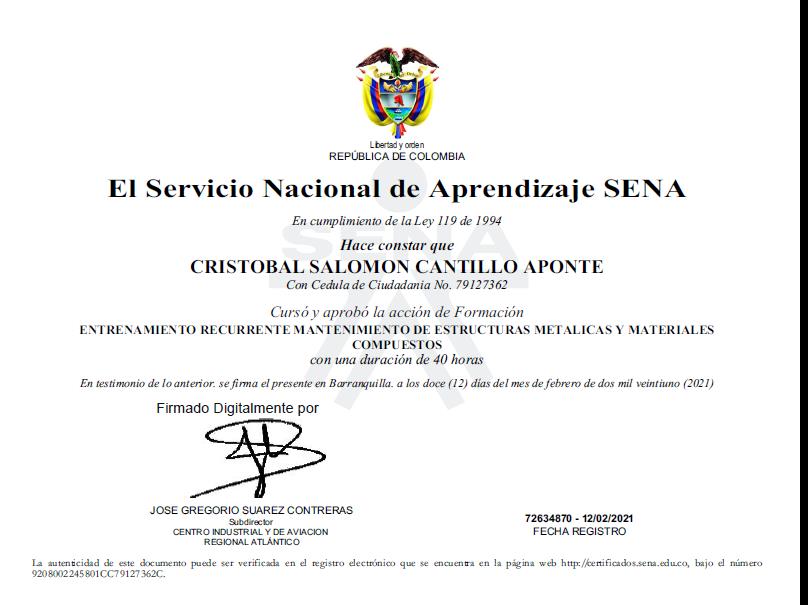 Libertad y orden
REPÚBLICA DE COLOMBIA
El Servicio Nacional de Aprendizaje SENA
En cumplimiento de la Ley 119 de 1994
SENA
Hace constar que
CRISTOBAL SALOMON CANTILLO APONTE
Con Cedula de Ciudadania No. 79127362
Cursó y aprobó la acción de Formación
ENTRENAMIENTO RECURRENTE MANTENIMIENTO DE ESTRUCTURAS METALICAS Y MATERIALES
COMPUESTOS
con una duración de 40 horas
En testimonio de lo anterior. se firma el presente en Barranquilla. a los doce (12) días del mes de febrero de dos mil veintiuno (2021)
Firmado Digitalmente por
JOSE GREGORIO SUAREZ CONTRERAS
Subdirector
CENTRO INDUSTRIAL Y DE AVIACION
REGIONAL ATLÁNTICO
72634870 - 12/02/2021
FECHA REGISTRO
La autenticidad de este documento puede ser verificada en el registro electrónico que se encuentra en la página web http://certificados.sena.edu.co, bajo el número
9208002245801CC79127362C.